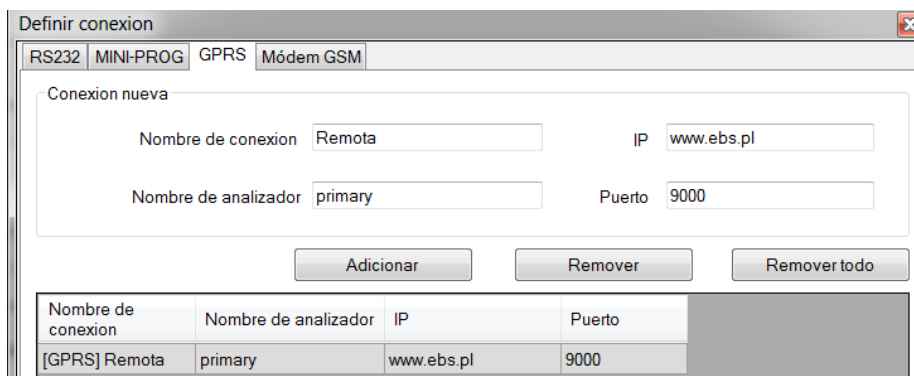 Definir conexion
RS232 MINI-PROG GPRS Módem GSM
Conexion nueva
Nombre de conexion Remota IP www.ebs.pl
Nombre de analizador primary Puerto 9000
Adicionar Remover Remover todo
Nombre de conexion Nombre de analizador IP Puerto
[GPRS] Remota primary www.ebs.pl 9000